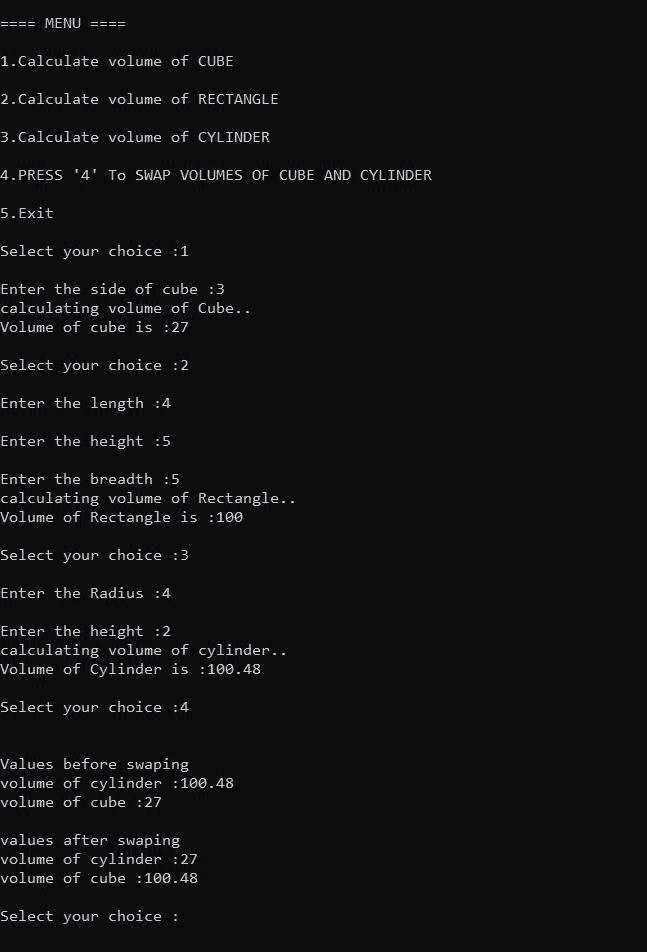 ==== MENU ====
1.Calculate volume of CUBE
2.Calculate volume of RECTANGLE
3.Calculate volume of CYLINDER
4.PRESS '4' To SWAP VOLUMES OF CUBE AND CYLINDER
5.Exit
Select your choice :1
Enter the side of cube :3
calculating volume of Cube..
Volume of cube is :27
Select your choice :2
Enter the length :4
Enter the height :5
Enter the breadth :5
calculating volume of Rectangle..
Volume of Rectangle is :100
Select your choice :3
Enter the Radius :4
Enter the height :2
calculating volume of cylinder..
Volume of Cylinder is :100.48
Select your choice :4
Values before swaping
volume of cylinder :100.48
volume of cube :27
values after swaping
volume of cylinder :27
volume of cube :100.48
Select your choice :